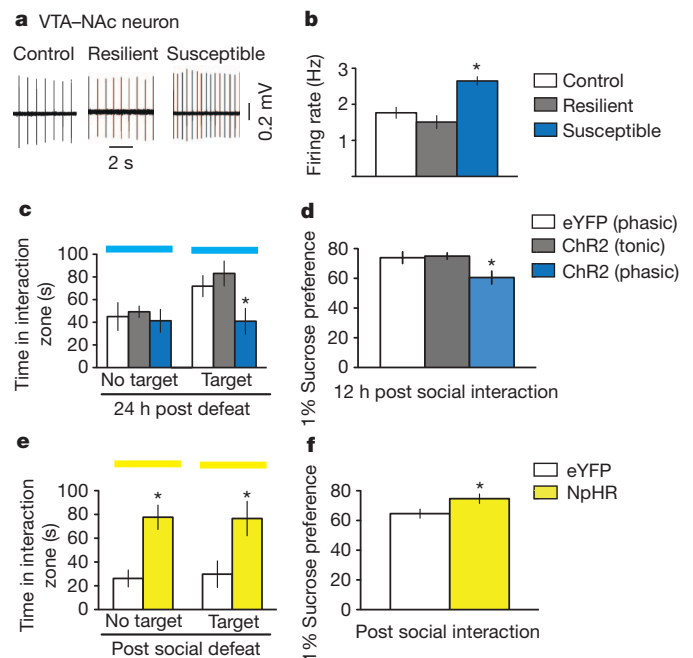 a VTA–NAc neuron
Control Resilient Susceptible
0.2 mV
2 s
b
Firing rate (Hz)
3
2
1
*
Control
Resilient
Susceptible
c
Time in interaction
zone (s)
100
80
60
40
20
0
*
No target Target
24 h post defeat
d
1% Sucrose preference
80
60
40
20
0
*
eYFP (phasic)
ChR2 (tonic)
ChR2 (phasic)
12 h post social interaction
e
Time in interaction
zone (s)
100
80
60
40
20
0
* *
No target Target
Post social defeat
f
1% Sucrose preference
80
60
40
20
0
*
eYFP
NpHR
Post social interaction